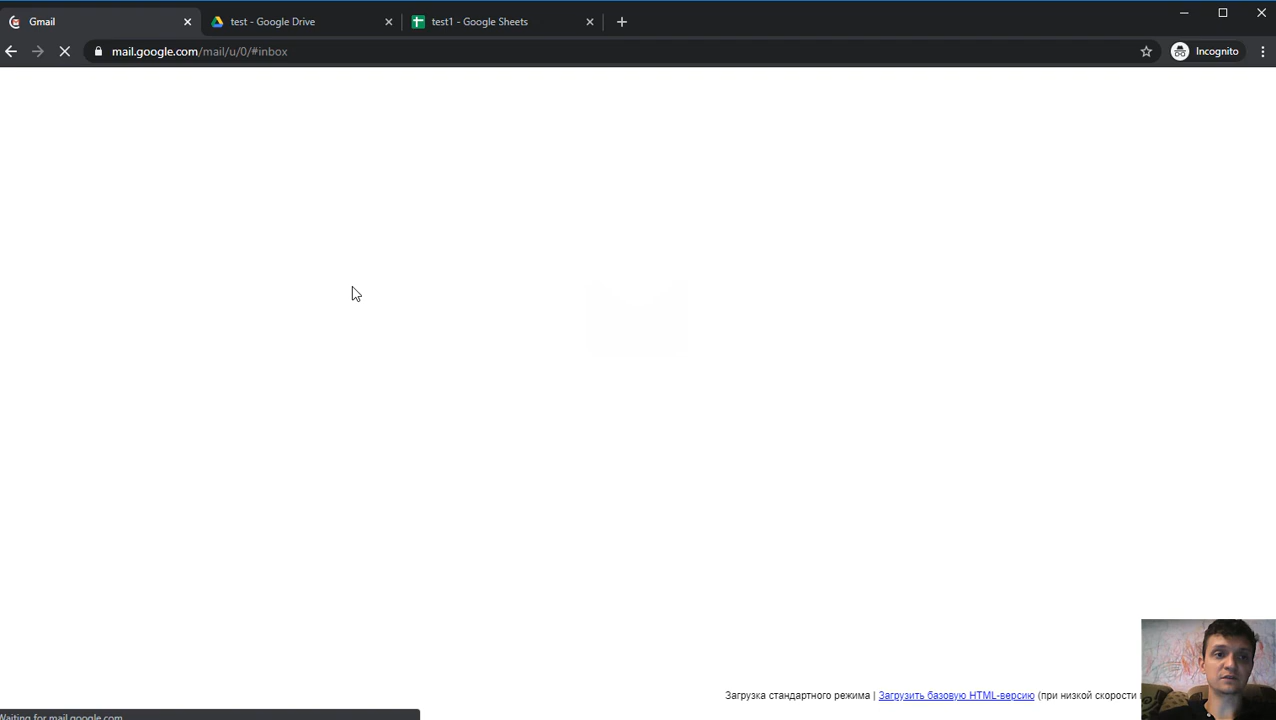 Gmail
test - Google Drive
test1 - Google Sheets
mail.google.com/mail/u/0/#inbox
Incognito
Загрузка стандартного режима | Загрузить базовую HTML-версию (при низкой скорости
Waiting for mail.google.com